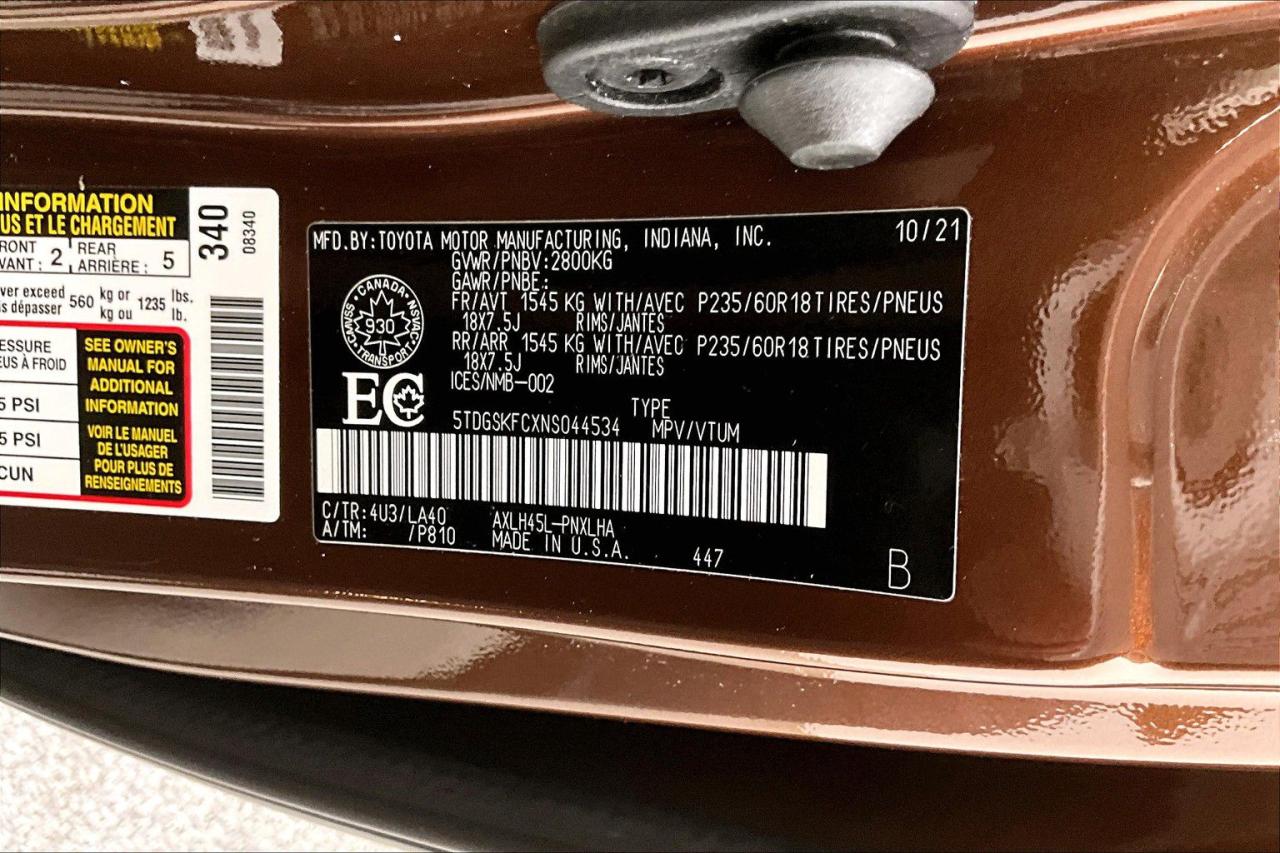 INFORMATION
US ET LE CHARGEMENT
RONT 2 REAR 5
VANT : ARRIÈRE :
ver exceed 560 kg or 1235 lbs.
is dépasser kg ou lb.
340
08340
ESSURE
EUS À FROID
5 PSI
5 PSI
CUN
SEE OWNER'S
MANUAL FOR
ADDITIONAL
INFORMATION
VOIR LE MANUEL
DE L'USAGER
POUR PLUS DE
RENSEIGNEMENTS
MFD.BY:TOYOTA MOTOR MANUFACTURING, INDIANA, INC. 10/21
GVWR/PNBV:2800KG
GAWR/PNBE:
FR/AVT 1545 KG WITH/AVEC P235/60R18TIRES/PNEUS
18X7.5J RIMS/JANTES
RR/ARR 1545 KG WITH/AVEC P235/60R18TIRES/PNEUS
18X7.5J RIMS/JANTES
ICES/NMB-002
CANADA
CMVSS NSVAC
930
TRANSPORT
EC
TYPE
5TDGSKFCXNS044534 MPV/VTUM
C/TR:4U3/LA40 AXLH45L-PNXLHA
A/TM: /P810 MADE IN U.S.A. 447
B